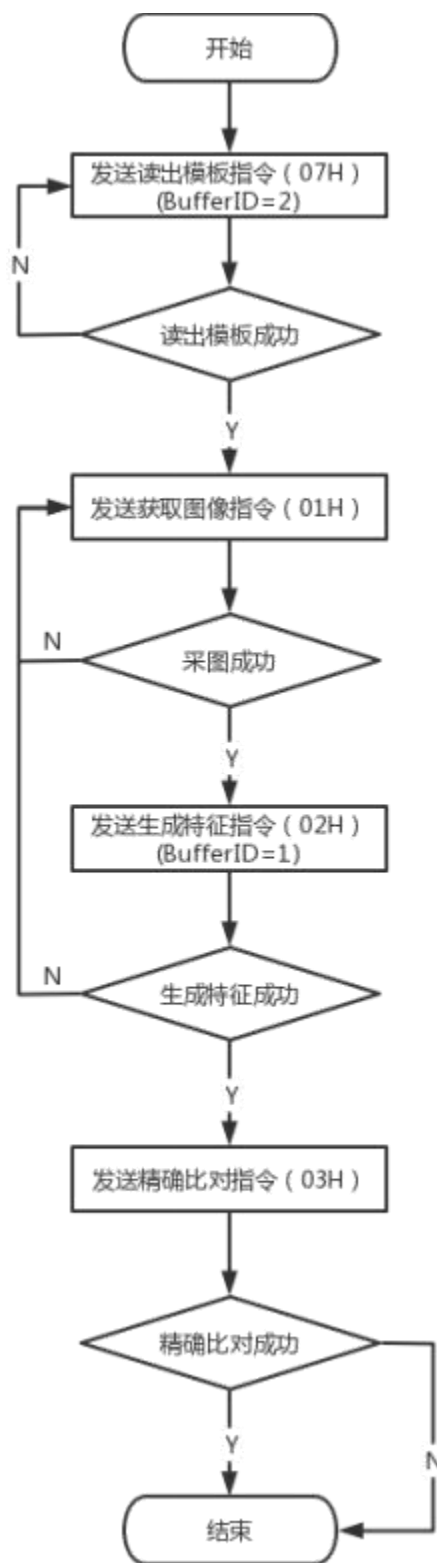 开始
发送读出模板指令（07H）
(BufferID=2)
N
读出模板成功
Y
发送获取图像指令（01H）
N
采图成功
Y
发送生成特征指令（02H）
(BufferID=1)
N
生成特征成功
Y
发送精确比对指令（03H）
精确比对成功
Y
N
结束